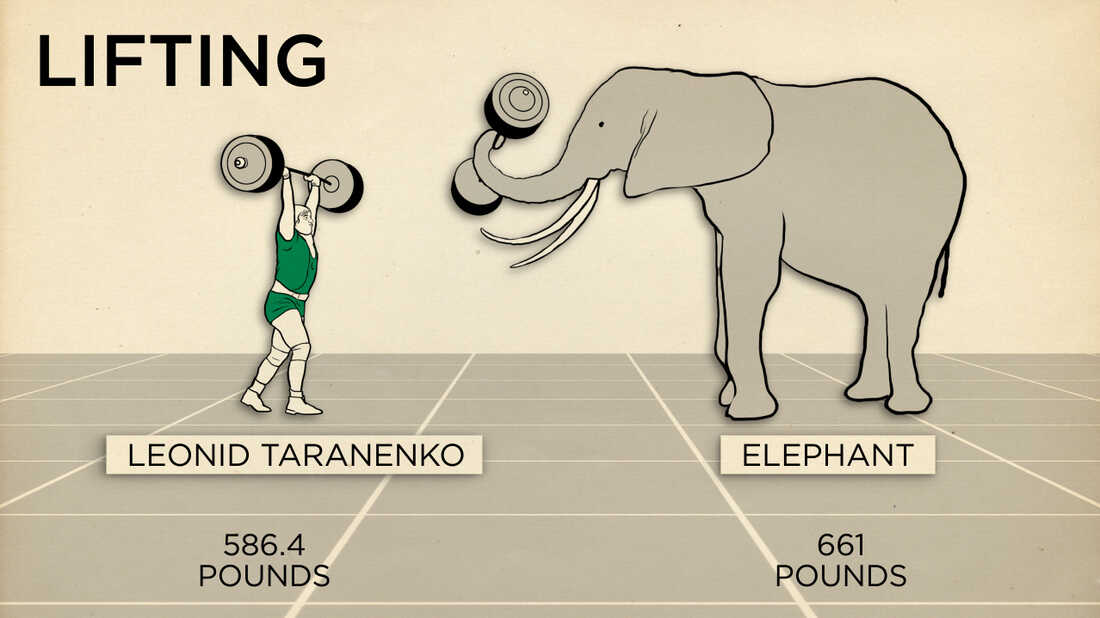 LIFTING
LEONID TARANENKO
ELEPHANT
586.4
POUNDS
661
POUNDS